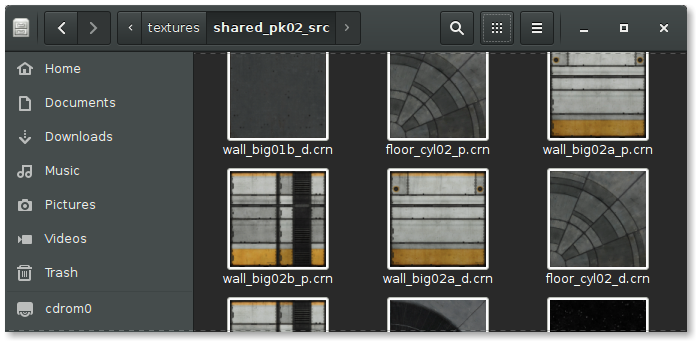 textures shared_pk02_src
Home
Documents
Downloads
Music
Pictures
Videos
Trash
cdrom0
wall_big01b_d.crn floor_cyl02_p.crn wall_big02a_p.crn
wall_big02b_p.crn wall_big02a_d.crn floor_cyl02_d.crn